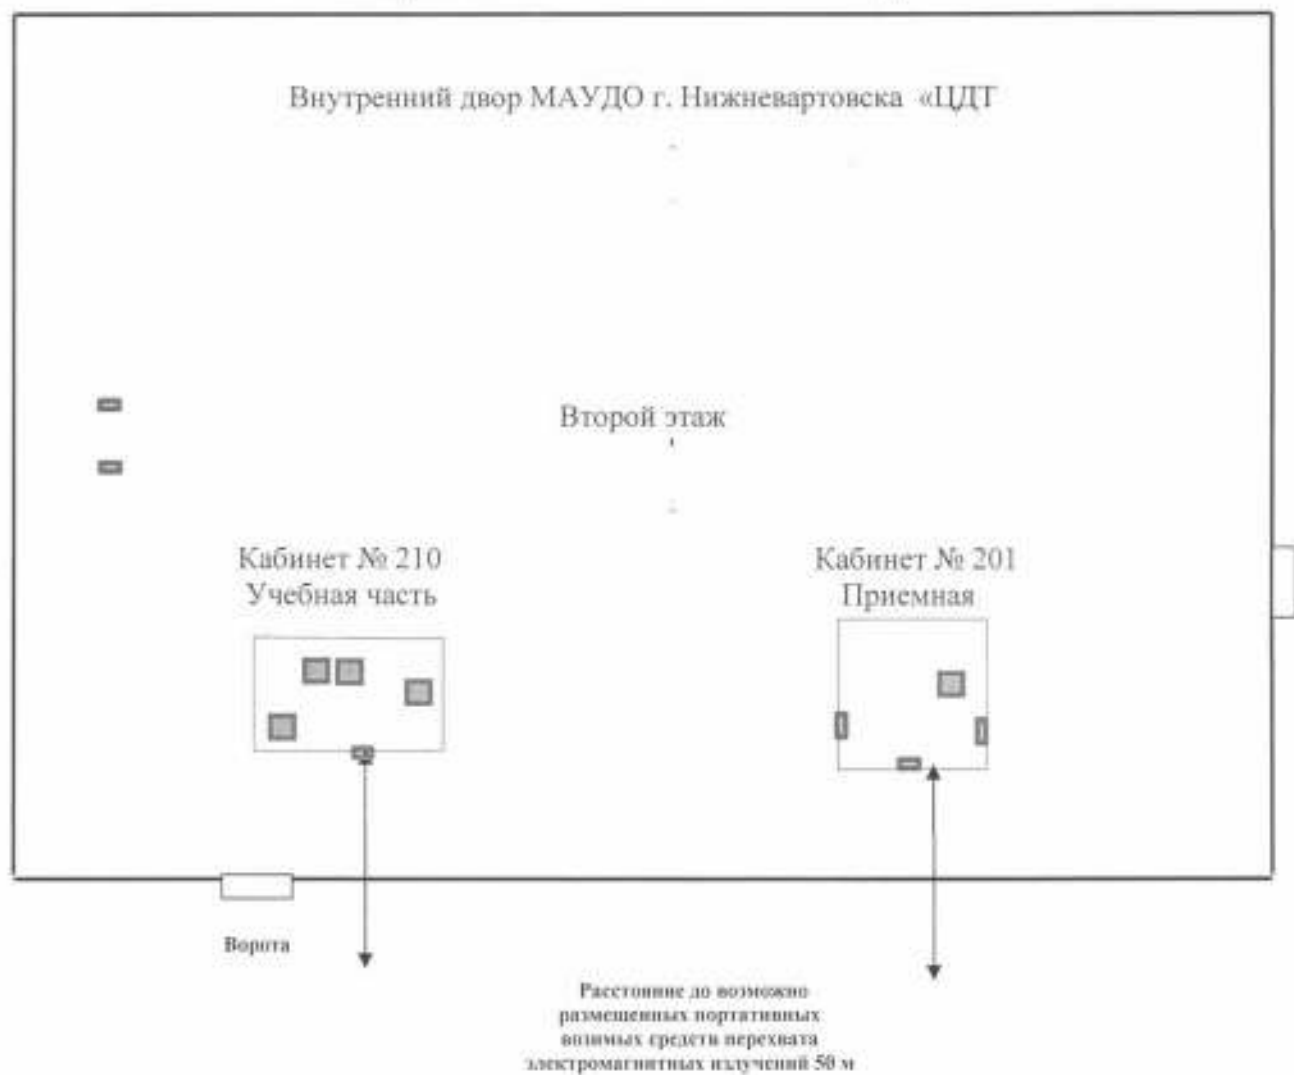 Внутренний двор МАУДО г. Нижневартовска «ЦДТ
Второй этаж
Кабинет № 210
Учебная часть
Кабинет № 201
Приемная
Ворота
Расстояние до возможно
размещенных портативных
возимых средств перехвата
электромагнитных излучений 50 м